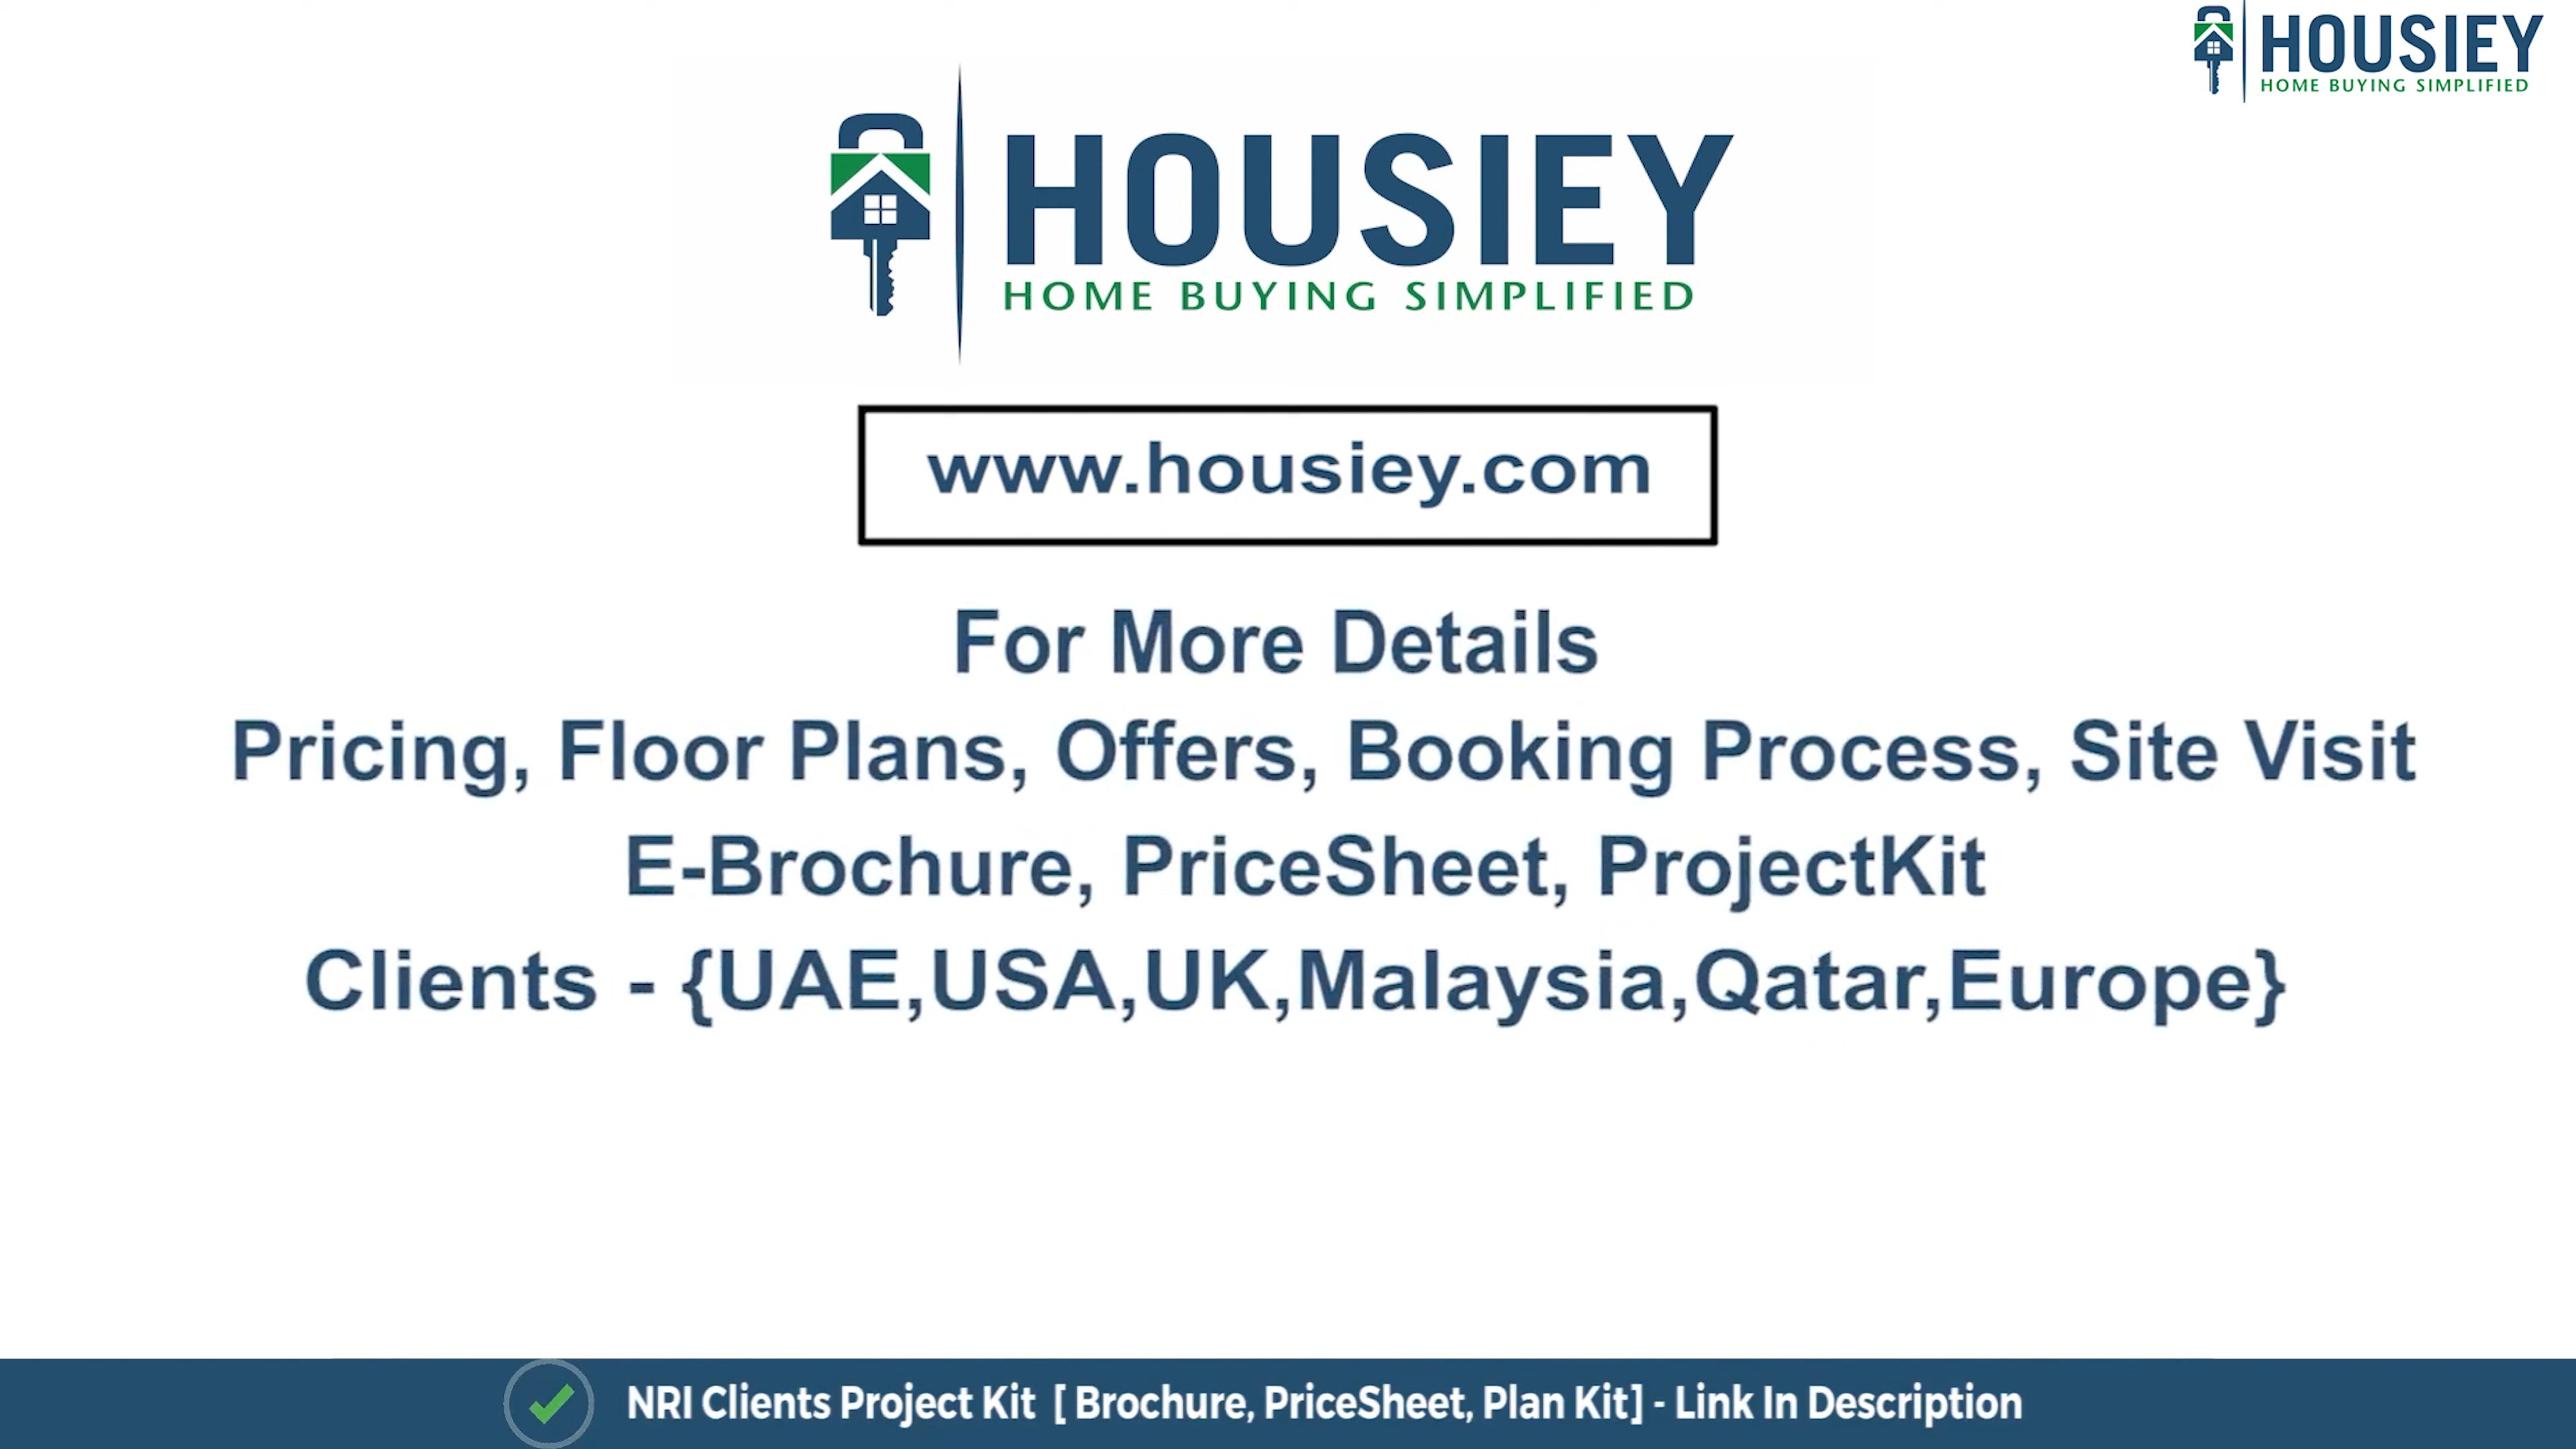 HOUSIEY
HOME BUYING SIMPLIFIED
HOUSIEY
HOME BUYING SIMPLIFIED
www.housiey.com
For More Details
Pricing, Floor Plans, Offers, Booking Process, Site Visit
E-Brochure, PriceSheet, ProjectKit
Clients - {UAE,USA,UK,Malaysia,Qatar,Europe}
NRI Clients Project Kit [ Brochure, PriceSheet, Plan Kit] - Link In Description